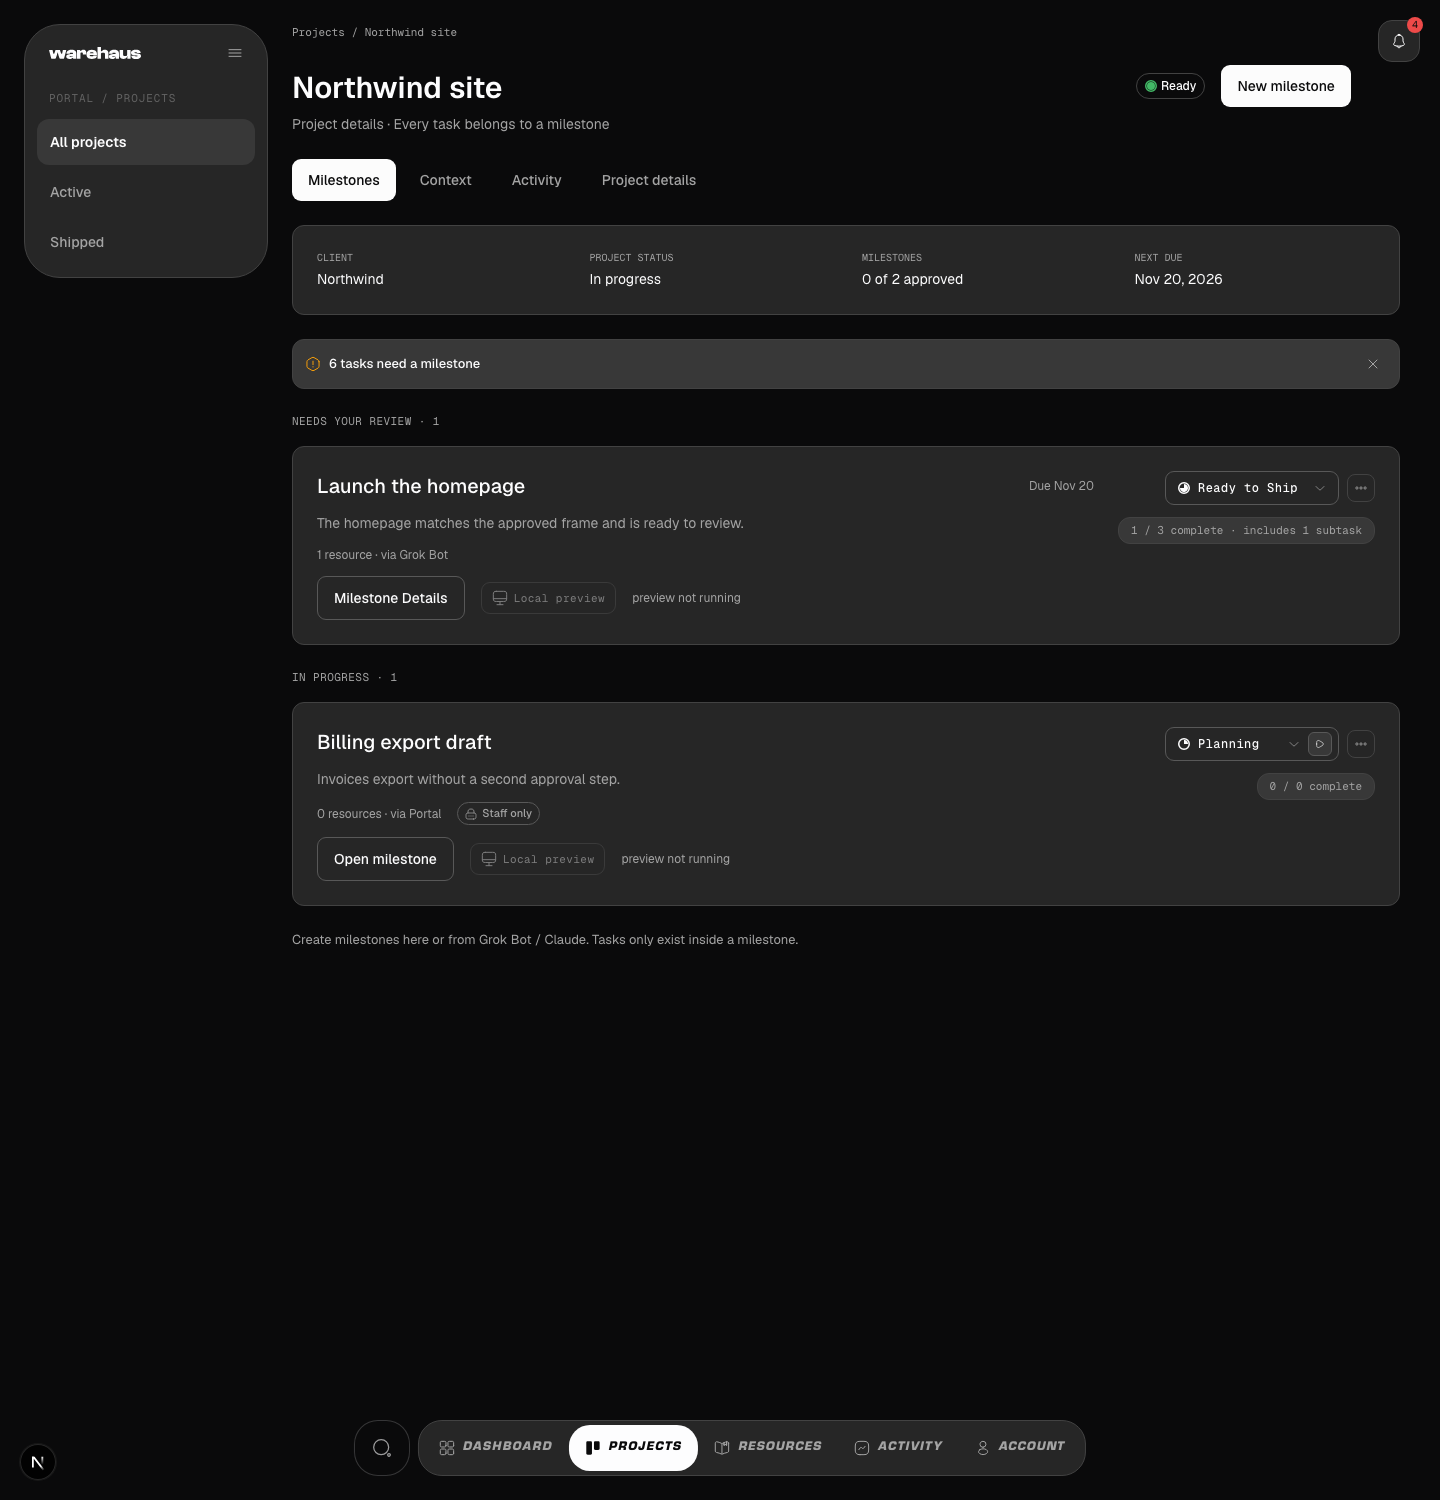 warehaus
PORTAL / PROJECTS
All projects
Active
Shipped
Projects / Northwind site
4
Northwind site
Ready
New milestone
Project details · Every task belongs to a milestone
Milestones
Context
Activity
Project details
CLIENT
Northwind
PROJECT STATUS
In progress
MILESTONES
0 of 2 approved
NEXT DUE
Nov 20, 2026
6 tasks need a milestone
NEEDS YOUR REVIEW · 1
Launch the homepage
Due Nov 20
Ready to Ship
The homepage matches the approved frame and is ready to review.
1 / 3 complete · includes 1 subtask
1 resource · via Grok Bot
Milestone Details
Local preview
preview not running
IN PROGRESS · 1
Billing export draft
Planning
Invoices export without a second approval step.
0 / 0 complete
0 resources · via Portal
Staff only
Open milestone
Local preview
preview not running
Create milestones here or from Grok Bot / Claude. Tasks only exist inside a milestone.
DASHBOARD
PROJECTS
RESOURCES
ACTIVITY
ACCOUNT
N